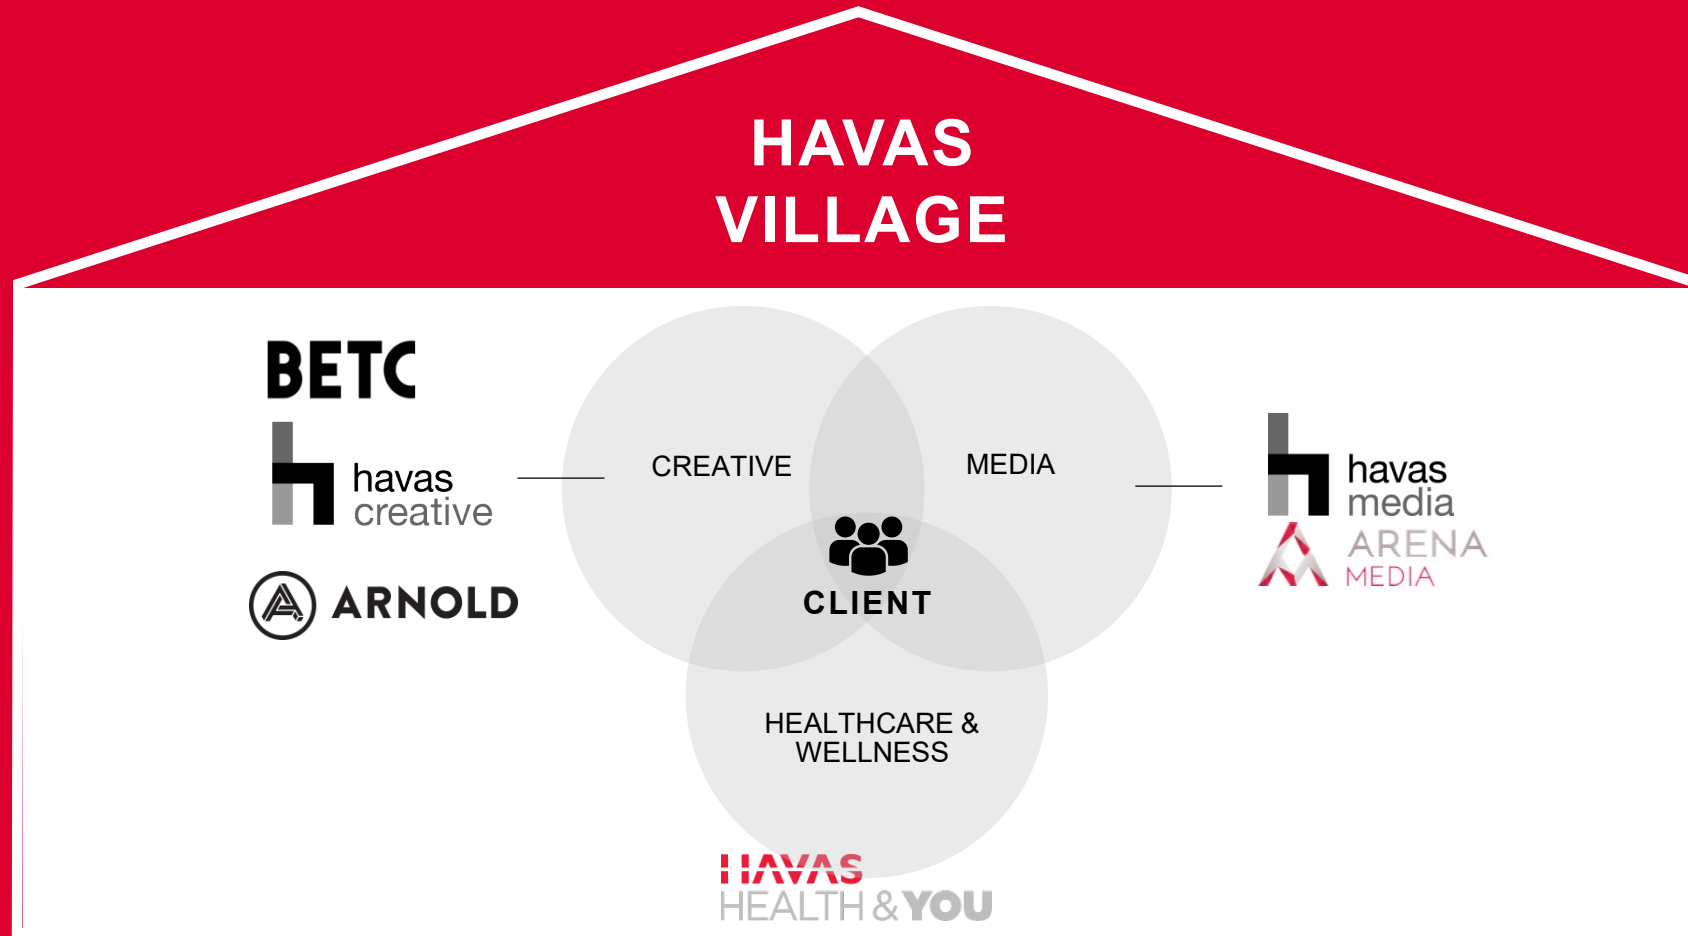 HAVAS
VILLAGE
BETC
havas
creative
ARNOLD
CREATIVE
MEDIA
CLIENT
havas
media
ARENA
MEDIA
HEALTHCARE &
WELLNESS
HAVAS
HEALTH & YOU